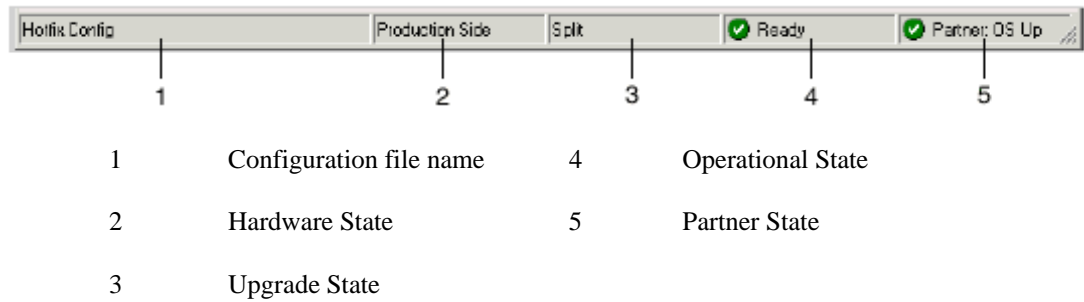 Hotfix Config Production Side Split Ready Partner: OS Up
1 2 3 4 5
1 Configuration file name 4 Operational State
2 Hardware State 5 Partner State
3 Upgrade State